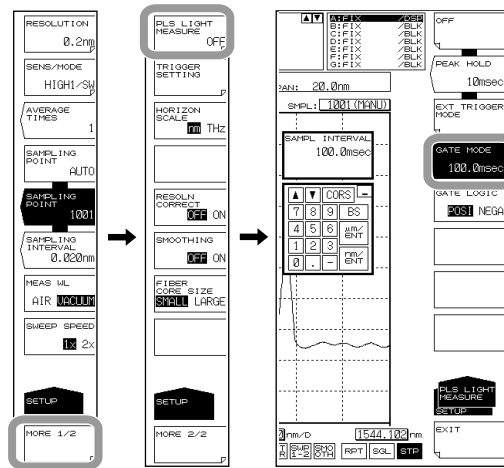 RESOLUTION
0.2nm
SENS/MODE
HIGH1/SW
AVERAGE
TIMES
1
SAMPLING
POINT
AUTO
SAMPLING
POINT
1001
SAMPLING
INTERVAL
0.020nm
MEAS WL
AIR VACUUM
SWEEP SPEED
1x 2x
SETUP
MORE 1/2
PLS LIGHT
MEASURE
OFF
TRIGGER
SETTING
HORIZON
SCALE
nm THz
RESOLN
CORRECT
OFF ON
SMOOTHING
OFF ON
FIBER
CORE SIZE
SMALL LARGE
SETUP
MORE 2/2
▲▼
A:FIX /DSP
B:FIX /BLK
C:FIX /BLK
D:FIX /BLK
E:FIX /BLK
F:FIX /BLK
G:FIX /BLK
PAN: 20.0nm
SMPL: 1001(MANU)
SAMPL INTERVAL
100.0msec
▲ ▼ CORS -
7 8 9 BS
4 5 6 μm/ENT
1 2 3
0 . - nm/ENT
nm/D 1544.102nm
SWP 1-2 SMOOTH RPT SGL STP
OFF
PEAK HOLD
10msec
EXT TRIGGER
MODE
GATE MODE
100.0msec
GATE LOGIC
POSI NEGA
PLS LIGHT
MEASURE
SETUP
EXIT